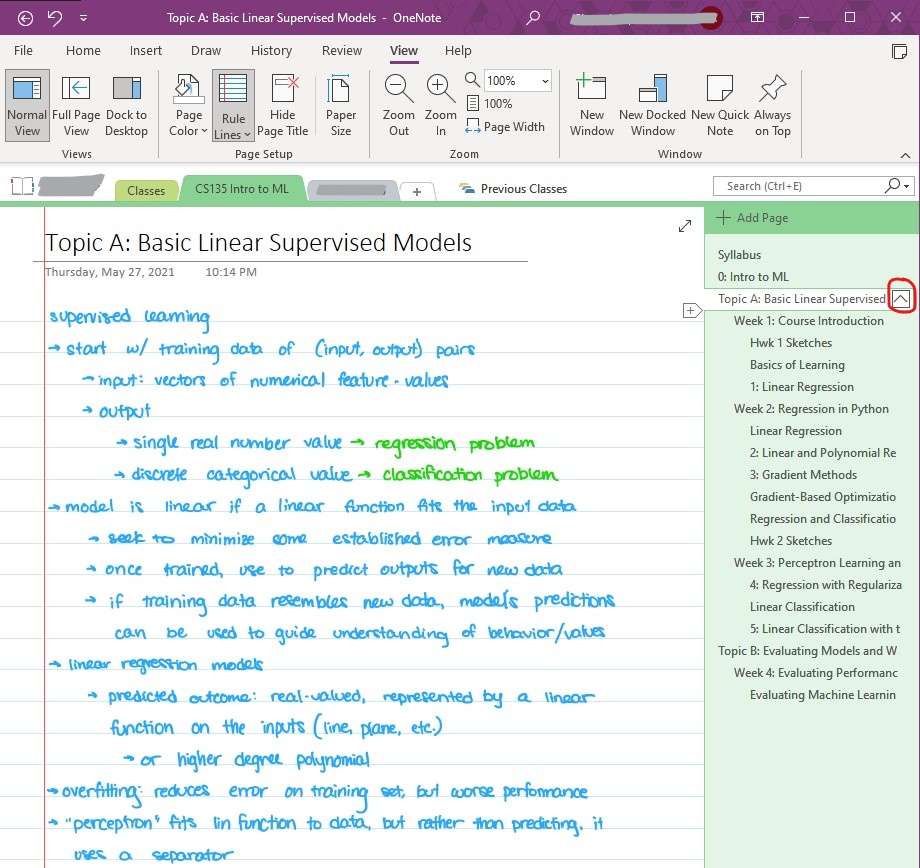 Topic A: Basic Linear Supervised Models - OneNote
File Home Insert Draw History Review View Help
Normal View
Full Page View
Dock to Desktop
Page Color
Rule Lines
Hide Page Title
Paper Size
Zoom Out
Zoom In
100%
100%
Page Width
New Window
New Docked Window
New Quick Note
Always on Top
Views
Page Setup
Zoom
Window
Classes
CS135 Intro to ML
+
Previous Classes
Search (Ctrl+E)
Topic A: Basic Linear Supervised Models
Thursday, May 27, 2021 10:14 PM
supervised learning
→ start w/ training data of (input, output) pairs
→ input: vectors of numerical feature-values
→ output
→ single real number value → regression problem
→ discrete categorical value → classification problem
→ model is linear if a linear function fits the input data
→ seek to minimize some established error measure
→ once trained, use to predict outputs for new data
→ if training data resembles new data, model's predictions
can be used to guide understanding of behavior/values
→ linear regression models
→ predicted outcome: real-valued, represented by a linear
function on the inputs (line, plane, etc.)
→ or higher degree polynomial
→ overfitting: reduces error on training set, but worse performance
→ "perceptron" fits lin function to data, but rather than predicting, it
uses a separator
Add Page
Syllabus
0: Intro to ML
Topic A: Basic Linear Supervised
Week 1: Course Introduction
Hwk 1 Sketches
Basics of Learning
1: Linear Regression
Week 2: Regression in Python
Linear Regression
2: Linear and Polynomial Re
3: Gradient Methods
Gradient-Based Optimizatio
Regression and Classificatio
Hwk 2 Sketches
Week 3: Perceptron Learning an
4: Regression with Regulariza
Linear Classification
5: Linear Classification with t
Topic B: Evaluating Models and W
Week 4: Evaluating Performanc
Evaluating Machine Learnin